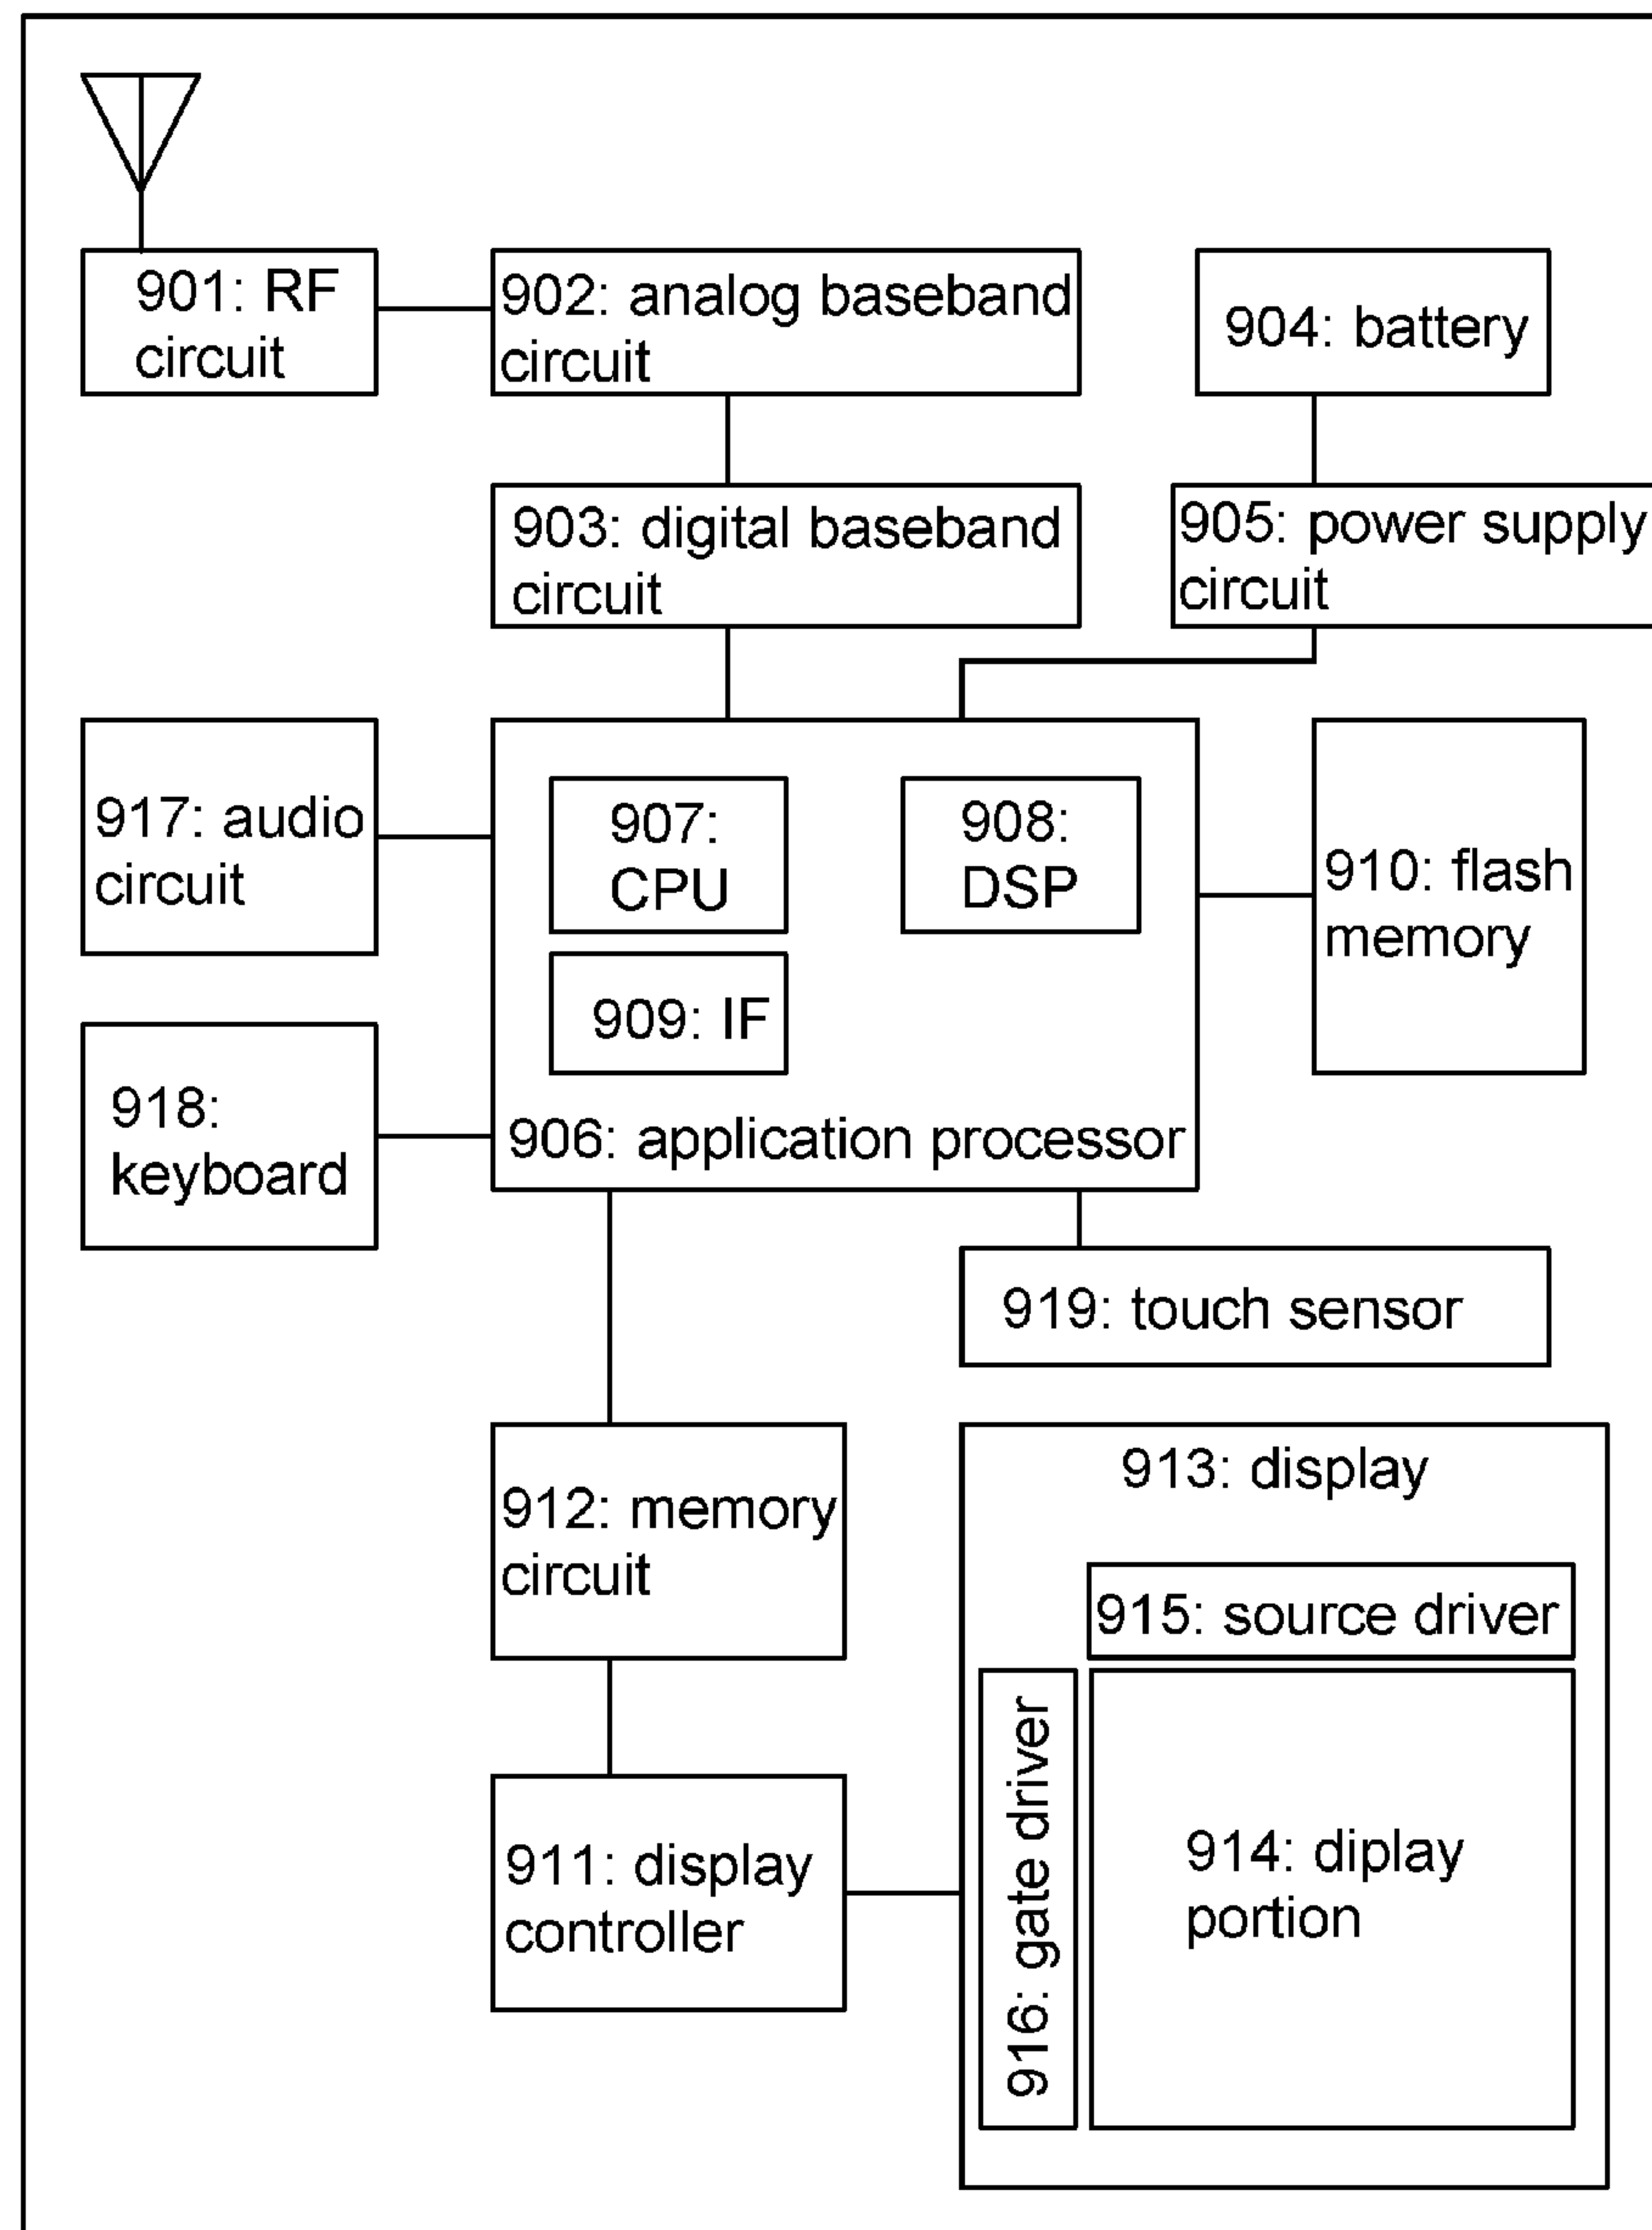 901: RF
circuit
902: analog baseband
circuit
904: battery
903: digital baseband
circuit
905: power supply
circuit
917: audio
circuit
907:
CPU
908:
DSP
909: IF
906: application processor
910: flash
memory
918:
keyboard
919: touch sensor
912: memory
circuit
913: display
915: source driver
916: gate driver
914: diplay
portion
911: display
controller